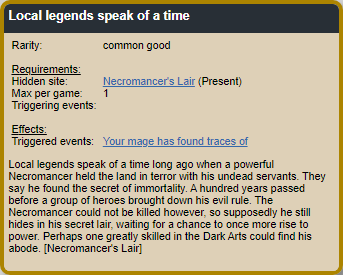 Local legends speak of a time
Rarity: common good
Requirements:
Hidden site: Necromancer's Lair (Present)
Max per game: 1
Triggering events:
Effects:
Triggered events: Your mage has found traces of
Local legends speak of a time long ago when a powerful
Necromancer held the land in terror with his undead servants. They
say he found the secret of immortality. A hundred years passed
before a group of heroes brought down his evil rule. The
Necromancer could not be killed however, so supposedly he still
hides in his secret lair, waiting for a chance to once more rise to
power. Perhaps one greatly skilled in the Dark Arts could find his
abode. [Necromancer's Lair]